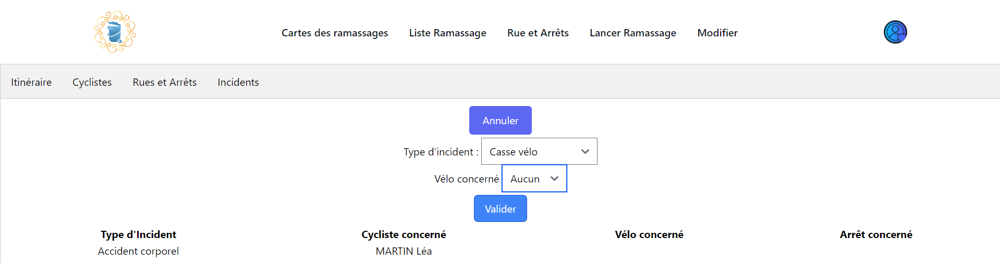 Cartes des ramassages Liste Ramassage Rue et Arrêts Lancer Ramassage Modifier
Itinéraire Cyclistes Rues et Arrêts Incidents
Annuler
Type d'incident : Casse vélo
Vélo concerné Aucun
Valider
Type d'Incident Cycliste concerné Vélo concerné Arrêt concerné
Accident corporel MARTIN Léa